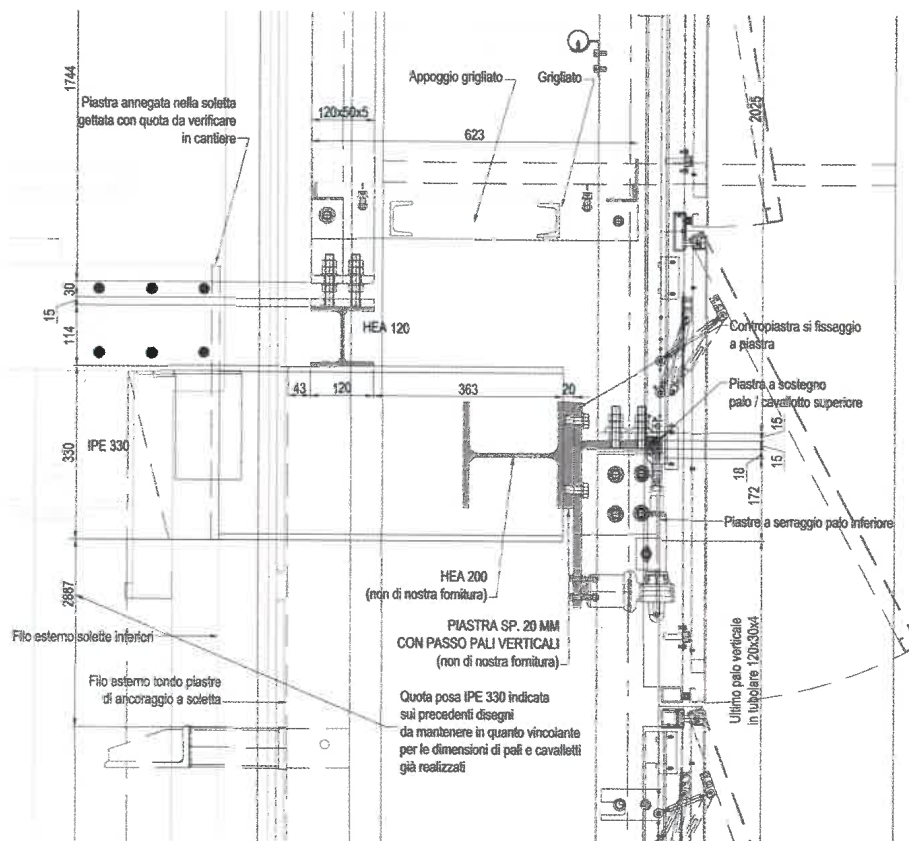 1744
Piastra annegata nella soletta
gettata con quota da verificare
in cantiere
120x50x5
Appoggio grigliato
Grigliato
623
2025
30
15
114
HEA 120
Contropiastra si fissaggio
a piastra
43
120
363
20
Piastra a sostegno
palo / cavallotto superiore
330
IPE 330
15
15
18
172
Piastre a serraggio palo inferiore
HEA 200
(non di nostra fornitura)
2887
PIASTRA SP. 20 MM
CON PASSO PALI VERTICALI
(non di nostra fornitura)
Filo esterno solette inferiori
Filo esterno tondo piastre
di ancoraggio a soletta
Quota posa IPE 330 indicata
sui precedenti disegni
da mantenere in quanto vincolante
per le dimensioni di pali e cavalletti
già realizzati
Ultimo palo verticale
in tubolare 120x30x4